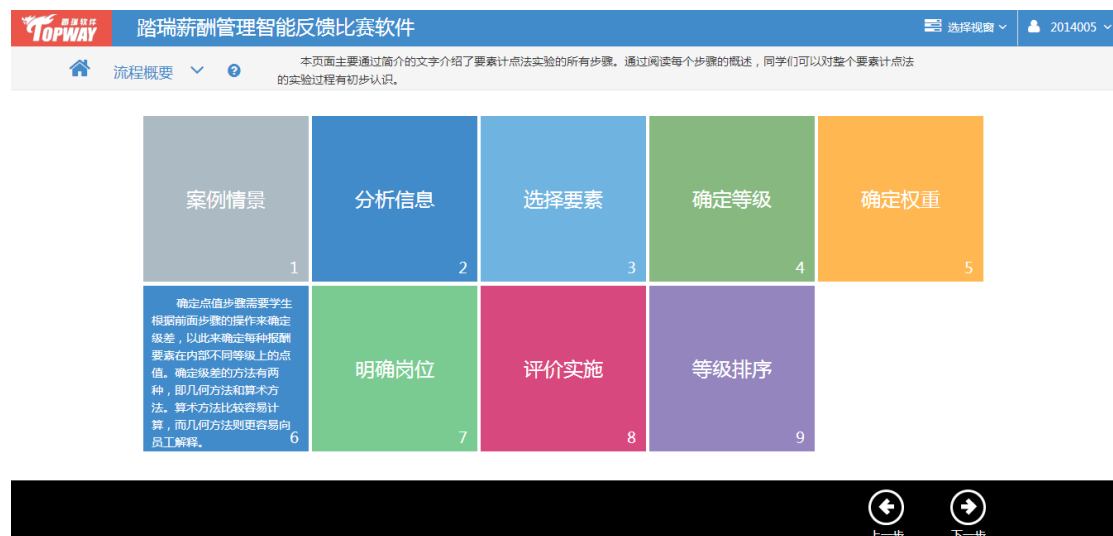 踏瑞软件
TOPWAY
踏瑞薪酬管理智能反馈比赛软件
选择视窗
2014005
流程概要
本页面主要通过简介的文字介绍了要素计点法实验的所有步骤。通过阅读每个步骤的概述，同学们可以对整个要素计点法
的实验过程有初步认识。
案例情景
1
分析信息
2
选择要素
3
确定等级
4
确定权重
5
确定点值步骤需要学生
根据前面步骤的操作来确定
级差，以此来确定每种报酬
要素在内部不同等级上的点
值。确定级差的方法有两
种，即几何方法和算术方
法。算术方法比较容易计
算，而几何方法则更容易向
员工解释。
6
明确岗位
7
评价实施
8
等级排序
9
上一步
下一步